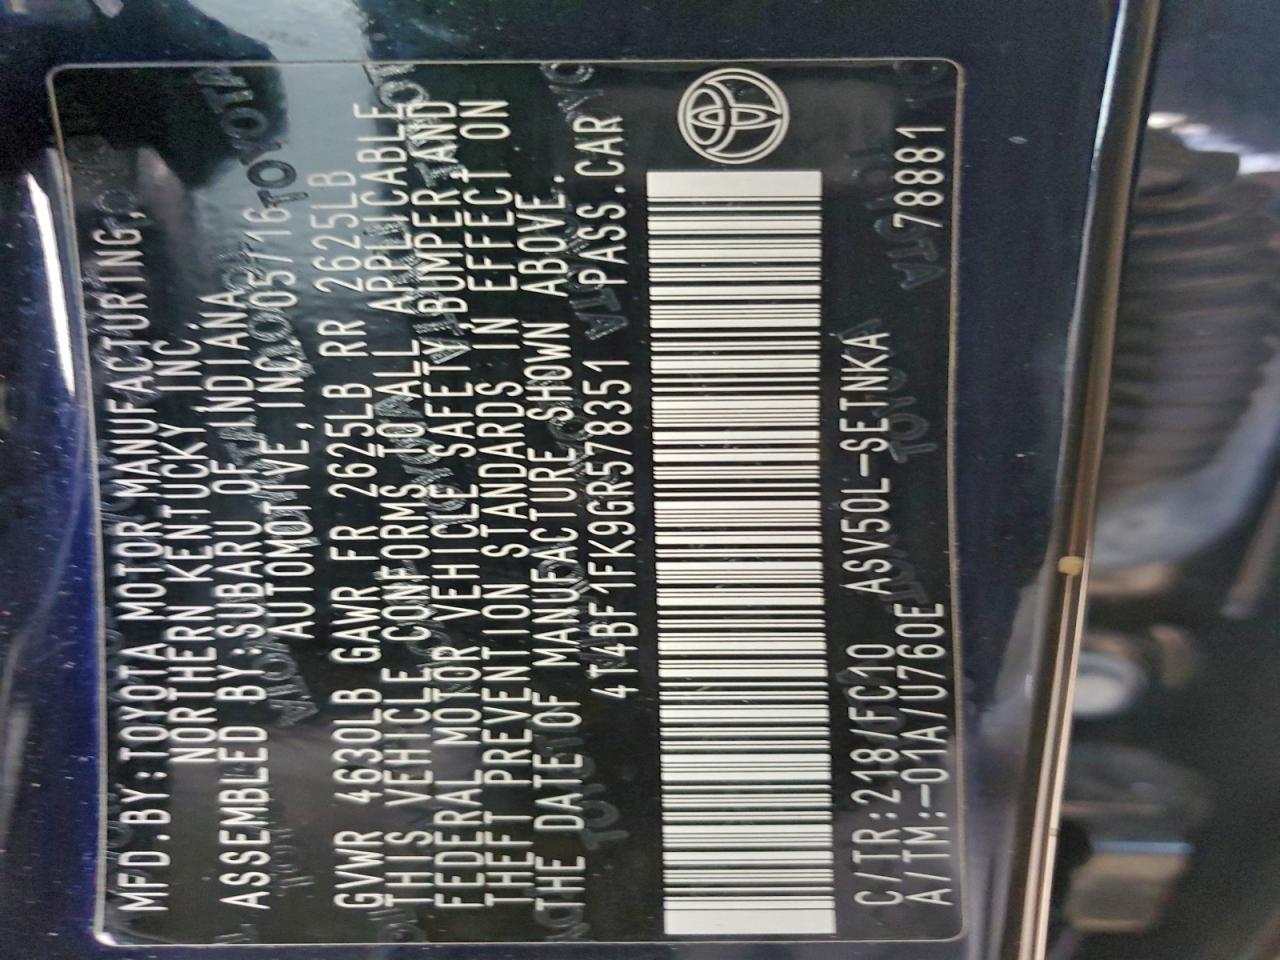 MFD.BY:TOYOTA MOTOR MANUFACTURING,
NORTHERN KENTUCKY INC.
ASSEMBLED BY:SUBARU OF INDIANA
AUTOMOTIVE, INC. 05/16
GVWR 4630LB GAWR FR 2625LB RR 2625LB
THIS VEHICLE CONFORMS TO ALL APPLICABLE
FEDERAL MOTOR VEHICLE SAFETY, BUMPER, AND
THEFT PREVENTION STANDARDS IN EFFECT ON
THE DATE OF MANUFACTURE SHOWN ABOVE.
4T4BF1FK9GR578351 PASS.CAR
C/TR:218/FC10 ASV50L-SETNKA 78881
A/TM:-01A/U760E